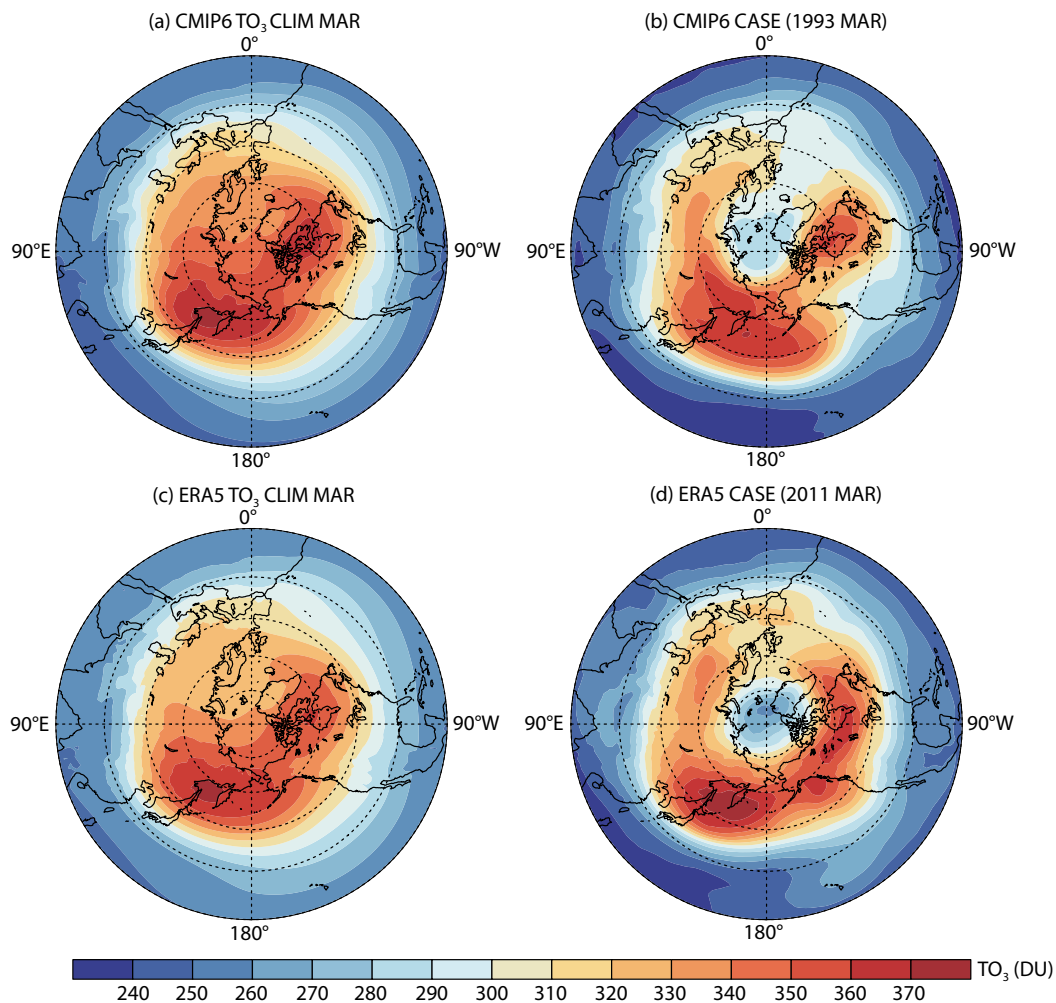 (a) CMIP6 TO₃ CLIM MAR
(b) CMIP6 CASE (1993 MAR)
0°
0°
90°E
90°W
90°E
90°W
180°
180°
(c) ERA5 TO₃ CLIM MAR
(d) ERA5 CASE (2011 MAR)
0°
0°
90°E
90°W
90°E
90°W
180°
180°
TO₃ (DU)
240 250 260 270 280 290 300 310 320 330 340 350 360 370